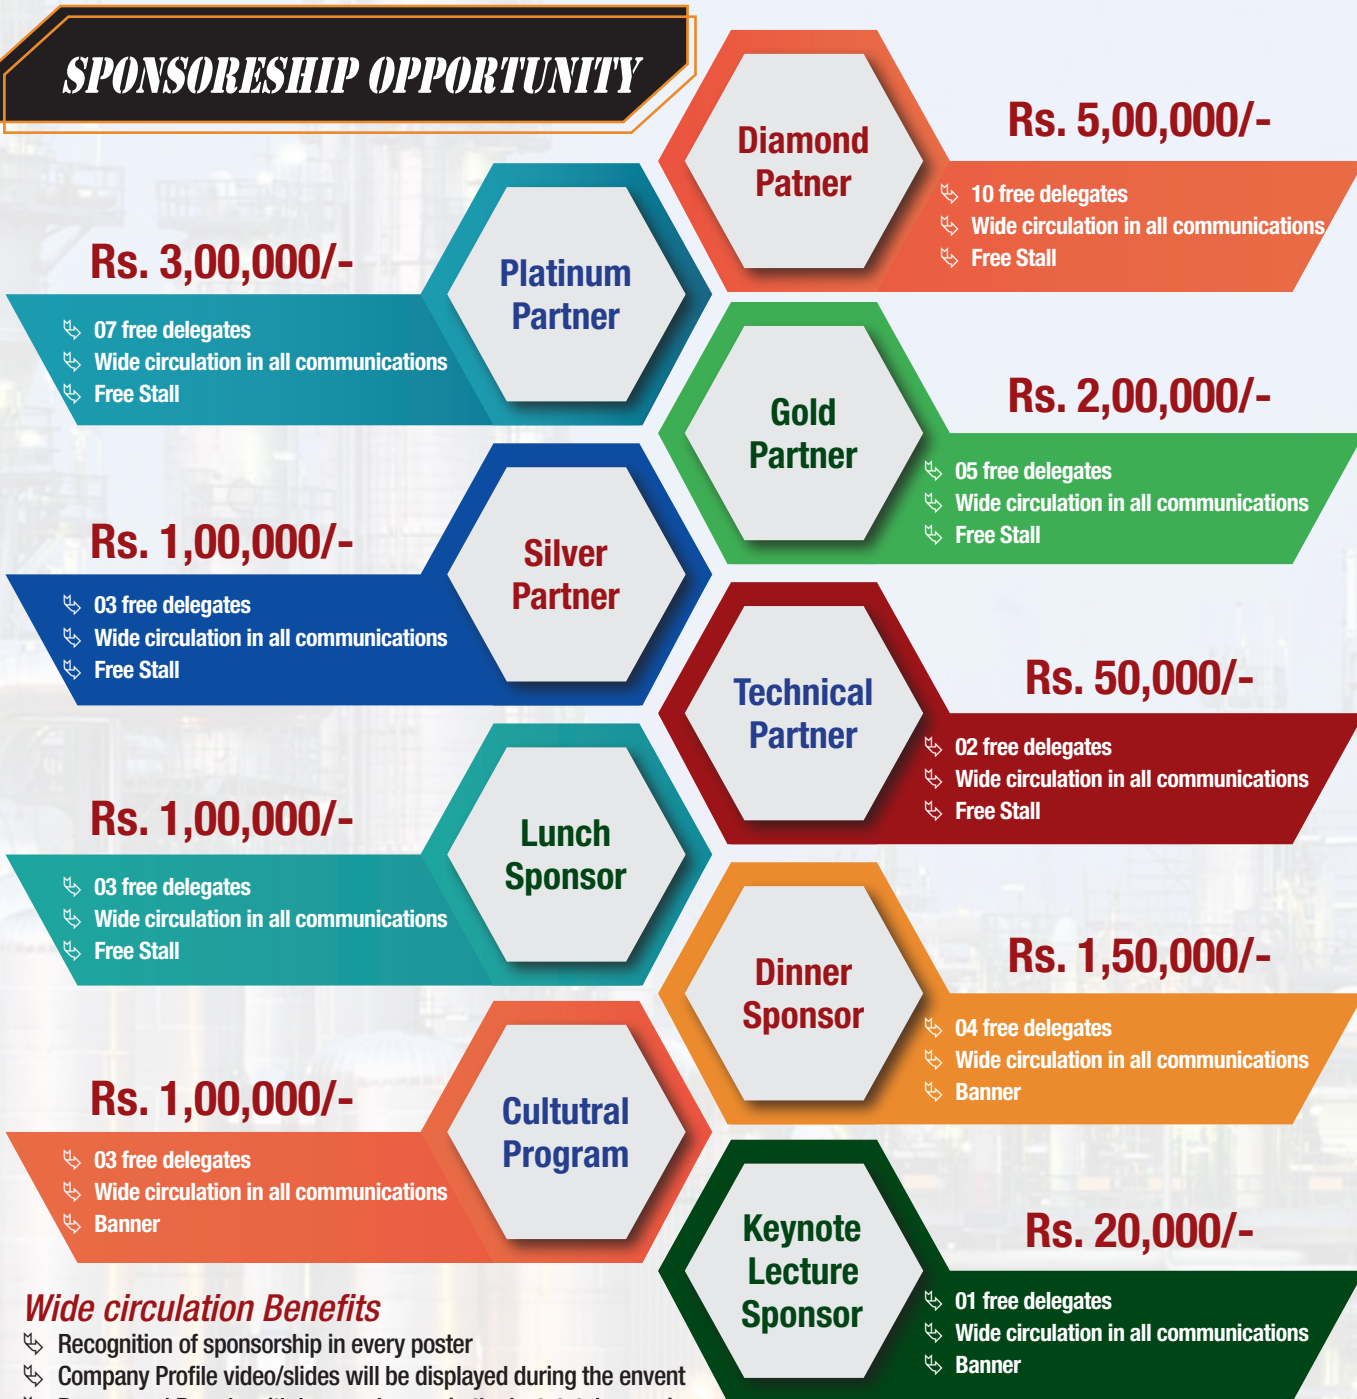 SPONSORESHIP OPPORTUNITY
Diamond
Patner
Rs. 5,00,000/-
10 free delegates
Wide circulation in all communications
Free Stall
Rs. 3,00,000/-
Platinum
Partner
07 free delegates
Wide circulation in all communications
Free Stall
Gold
Partner
Rs. 2,00,000/-
05 free delegates
Wide circulation in all communications
Free Stall
Rs. 1,00,000/-
Silver
Partner
03 free delegates
Wide circulation in all communications
Free Stall
Technical
Partner
Rs. 50,000/-
02 free delegates
Wide circulation in all communications
Free Stall
Rs. 1,00,000/-
Lunch
Sponsor
03 free delegates
Wide circulation in all communications
Free Stall
Dinner
Sponsor
Rs. 1,50,000/-
04 free delegates
Wide circulation in all communications
Banner
Rs. 1,00,000/-
Cultutral
Program
03 free delegates
Wide circulation in all communications
Banner
Keynote
Lecture
Sponsor
Rs. 20,000/-
01 free delegates
Wide circulation in all communications
Banner
Wide circulation Benefits
Recognition of sponsorship in every poster
Company Profile video/slides will be displayed during the envent